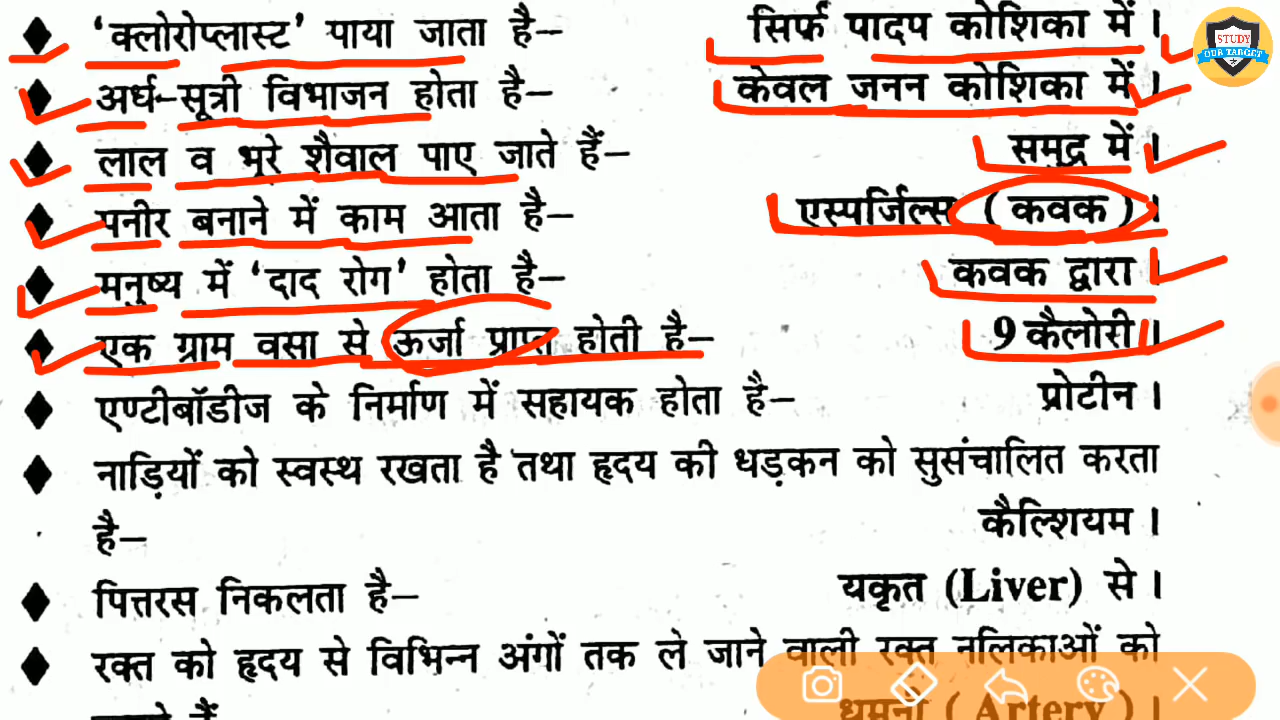 ‘क्लोरोप्लास्ट’ पाया जाता है– सिर्फ पादप कोशिका में।
STUDY
OUR TARGET
अर्ध-सूत्री विभाजन होता है– केवल जनन कोशिका में।
लाल व भूरे शैवाल पाए जाते हैं– समुद्र में।
पनीर बनाने में काम आता है– एस्पर्जिल्स (कवक)।
मनुष्य में ‘दाद रोग’ होता है– कवक द्वारा।
एक ग्राम वसा से ऊर्जा प्राप्त होती है– 9 कैलोरी।
एण्टीबॉडीज के निर्माण में सहायक होता है– प्रोटीन।
नाड़ियों को स्वस्थ रखता है तथा हृदय की धड़कन को सुसंचालित करता
है– कैल्शियम।
पित्तरस निकलता है– यकृत (Liver) से।
रक्त को हृदय से विभिन्न अंगों तक ले जाने वाली रक्त नलिकाओं को
धमनी (Artery)।